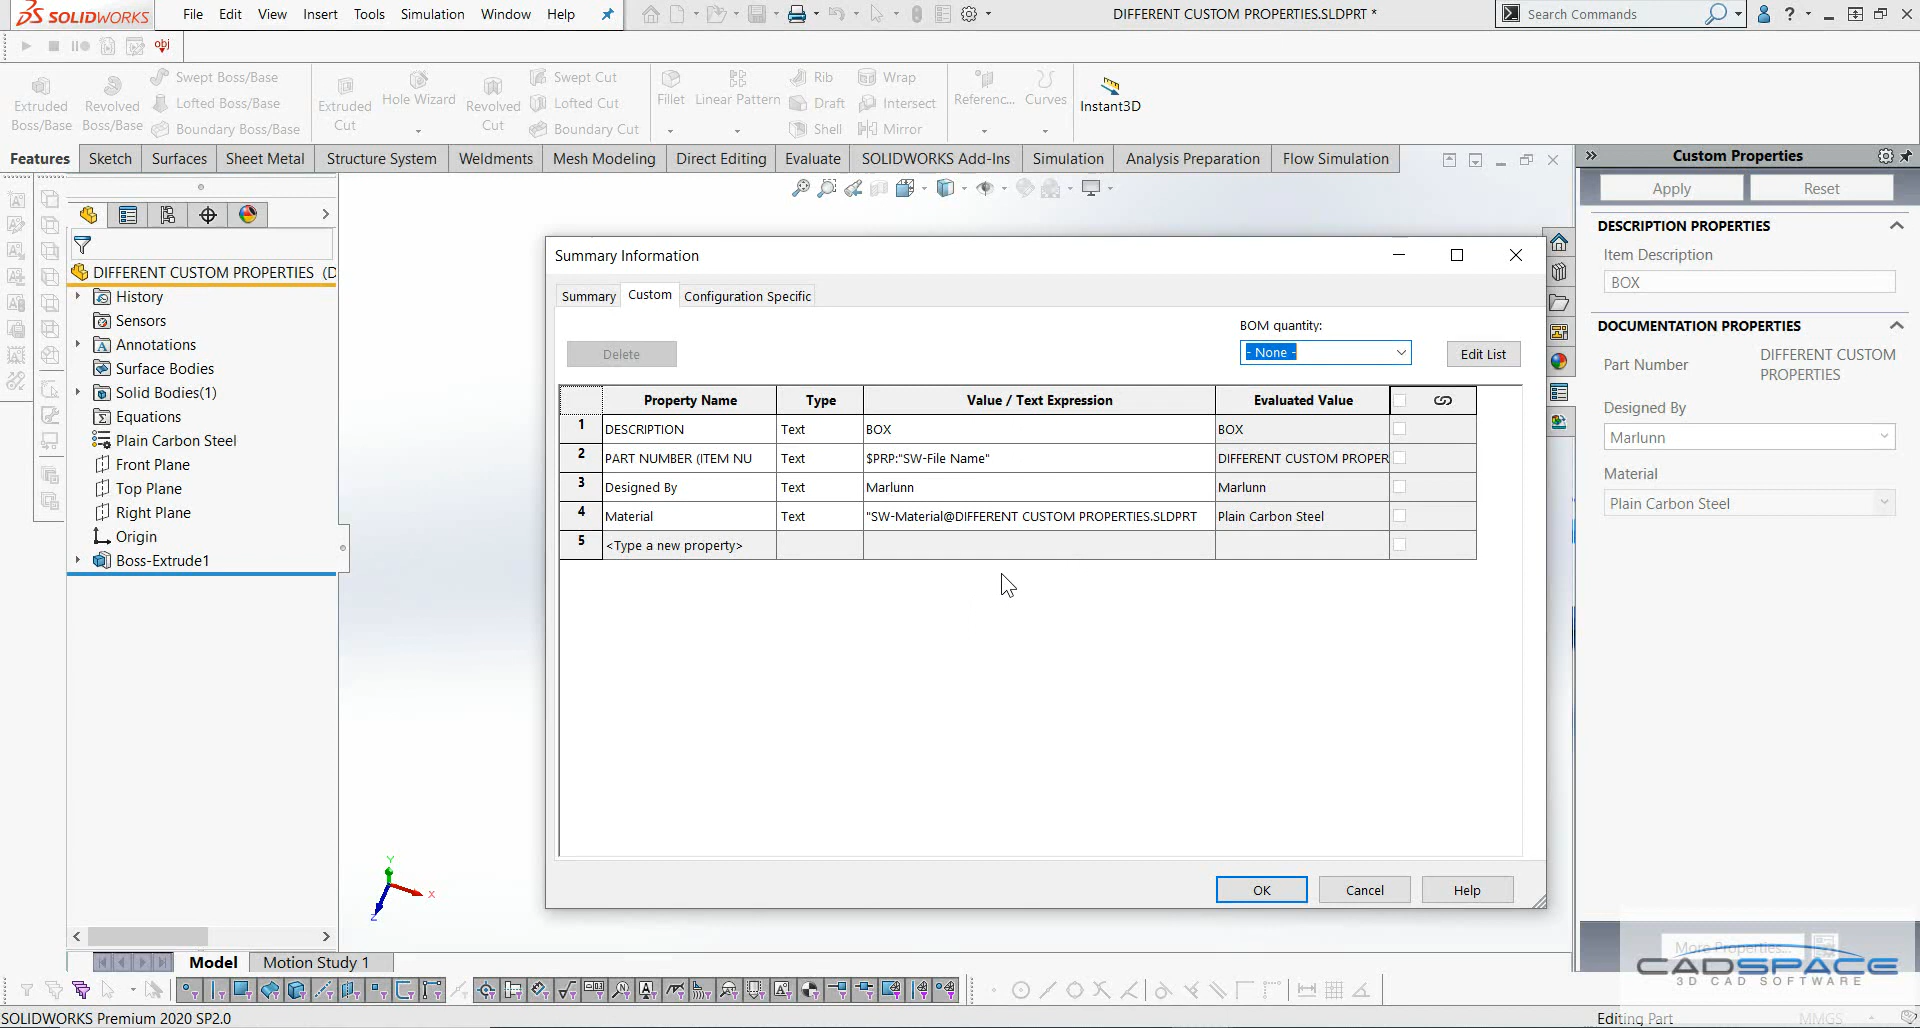 SOLIDWORKS
File Edit View Insert Tools Simulation Window Help
DIFFERENT CUSTOM PROPERTIES.SLDPRT *
Search Commands
obj
Extruded Boss/Base
Revolved Boss/Base
Swept Boss/Base
Lofted Boss/Base
Boundary Boss/Base
Extruded Cut
Hole Wizard
Revolved Cut
Swept Cut
Lofted Cut
Boundary Cut
Fillet
Linear Pattern
Rib
Draft
Shell
Wrap
Intersect
Mirror
Referenc...
Curves
Instant3D
Features Sketch Surfaces Sheet Metal Structure System Weldments Mesh Modeling Direct Editing Evaluate SOLIDWORKS Add-Ins Simulation Analysis Preparation Flow Simulation
DIFFERENT CUSTOM PROPERTIES (D
History
Sensors
Annotations
Surface Bodies
Solid Bodies(1)
Equations
Plain Carbon Steel
Front Plane
Top Plane
Right Plane
Origin
Boss-Extrude1
Summary Information
Summary Custom Configuration Specific
BOM quantity:
Delete
- None -
Edit List
Property Name Type Value / Text Expression Evaluated Value
1 DESCRIPTION Text BOX BOX
2 PART NUMBER (ITEM NU Text $PRP:"SW-File Name" DIFFERENT CUSTOM PROPER
3 Designed By Text Marlunn Marlunn
4 Material Text "SW-Material@DIFFERENT CUSTOM PROPERTIES.SLDPRT Plain Carbon Steel
5 <Type a new property>
OK Cancel Help
Custom Properties
Apply Reset
DESCRIPTION PROPERTIES
Item Description
BOX
DOCUMENTATION PROPERTIES
Part Number
DIFFERENT CUSTOM
PROPERTIES
Designed By
Marlunn
Material
Plain Carbon Steel
More Properties...
CADSPACE
3D CAD SOFTWARE
Y
X
Z
Model Motion Study 1
SOLIDWORKS Premium 2020 SP2.0
Editing Part
MMGS